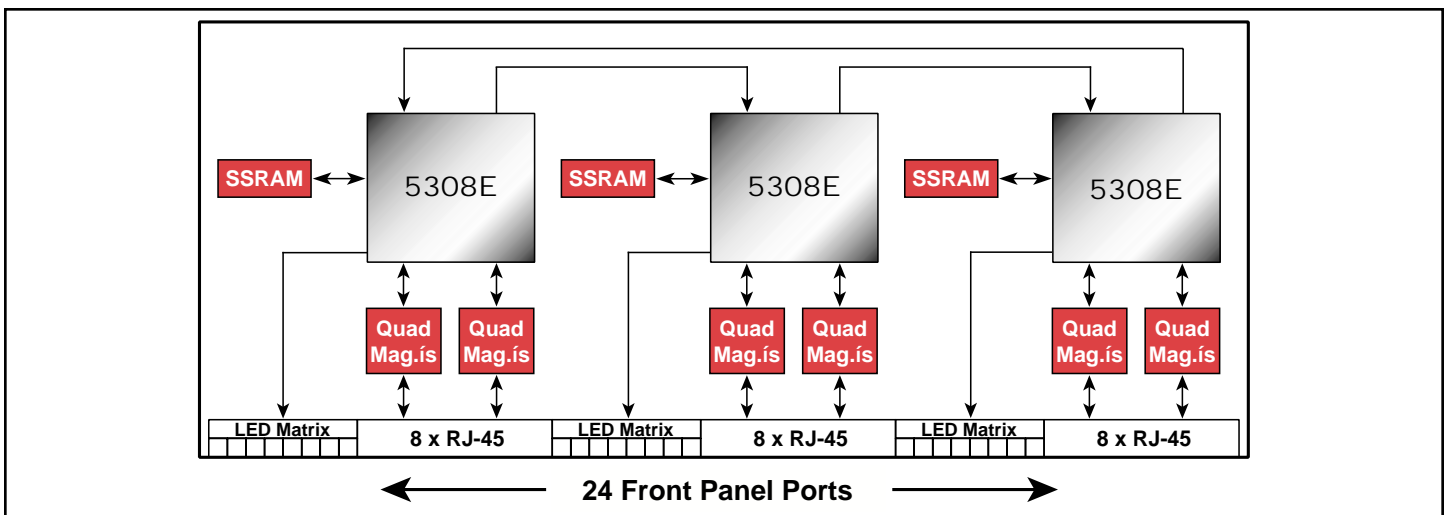 5308E
5308E
5308E
SSRAM
SSRAM
SSRAM
Quad
Mag.ís
Quad
Mag.ís
Quad
Mag.ís
Quad
Mag.ís
Quad
Mag.ís
Quad
Mag.ís
LED Matrix
8 x RJ-45
LED Matrix
8 x RJ-45
LED Matrix
8 x RJ-45
24 Front Panel Ports